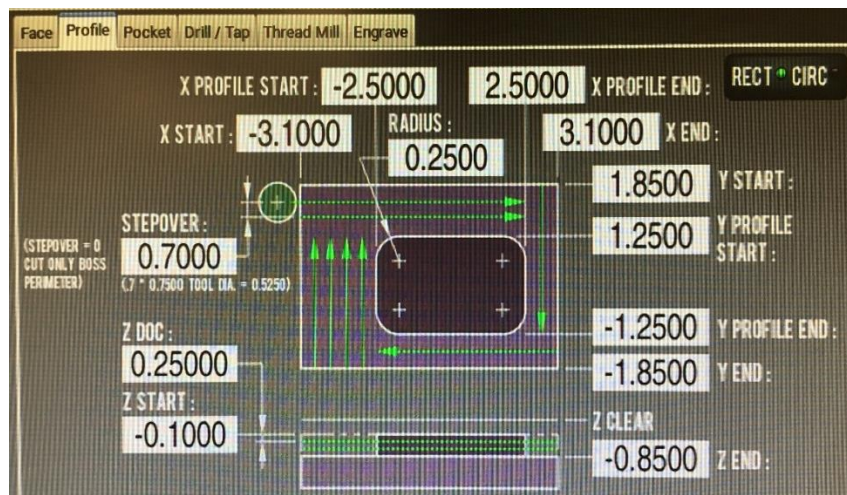 Face Profile Pocket Drill / Tap Thread Mill Engrave
X PROFILE START : -2.5000 2.5000 X PROFILE END : RECT CIRC
X START : -3.1000 RADIUS : 0.2500 3.1000 X END :
1.8500 Y START :
STEPOVER :
(STEPOVER = 0
CUT ONLY BOSS
PERIMETER)
0.7000
(.7 * 0.7500 TOOL DIA. = 0.5250)
1.2500 Y PROFILE
START :
Z DOC :
0.25000
-1.2500 Y PROFILE END :
-1.8500 Y END :
Z START :
-0.1000
Z CLEAR
-0.8500 Z END :